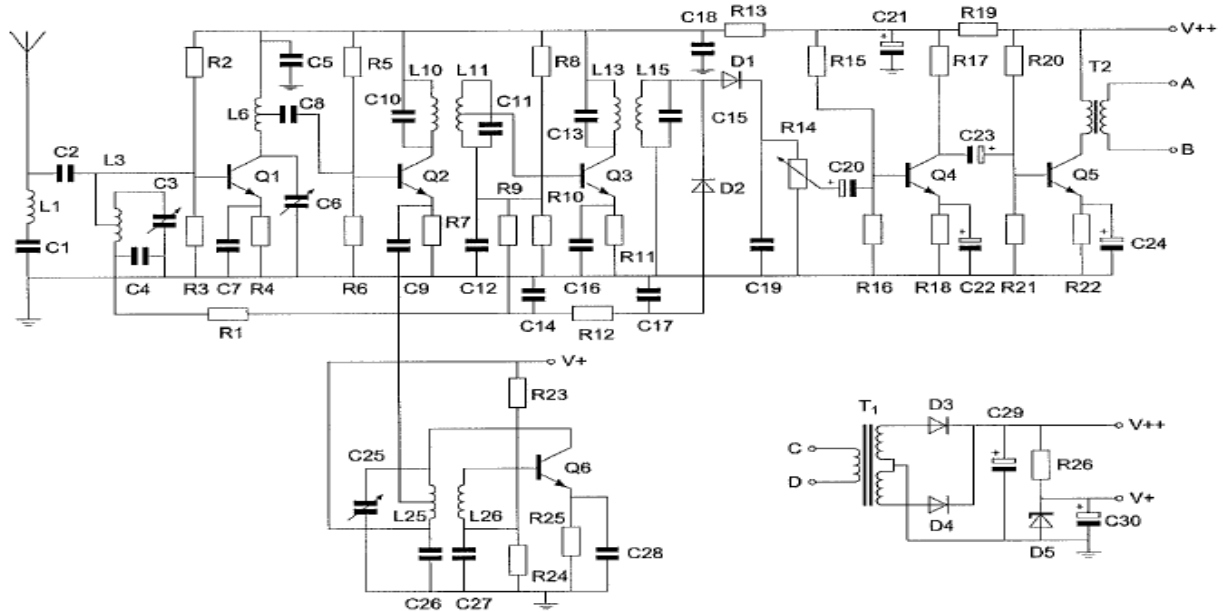 C18 R13 C21 R19 V++
R2 C5 R5 L10 L11 R8 L13 L15 D1 R15 R17 R20 T2
A
C8 C10 C11 C13 C15
L6 R14 C23
C2 L3 C20 B
C3 Q1 Q2 R9 Q3 D2 Q4 Q5
L1 C6 R7 R10
C1 R11 C24
C4 R3 C7 R4 R6 C9 C12 C16 C19 R16 R18 C22 R21 R22
R1 C14 R12 C17
V+
R23
C25 Q6
L25 L26 R25
R24 C28
C26 C27
T1 D3 C29 V++
C R26
D V+
D4 D5 C30